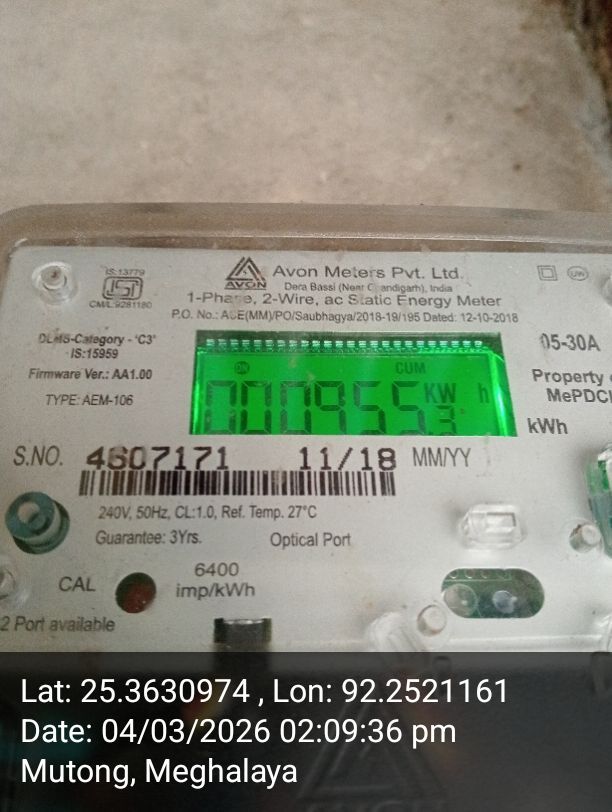 IS:13779
ISI
CM/L 9281180
AVON
Avon Meters Pvt. Ltd.
Dera Bassi (Near Chandigarh), India
1-Phase, 2-Wire, ac Static Energy Meter
P.O. No.: ASE(MM)/PO/Saubhagya/2018-19/195 Dated: 12-10-2018
DLMS-Category - 'C3'
IS:15959
Firmware Ver.: AA1.00
TYPE: AEM-106
ON CUM
000955.3 KW h
05-30A
Property
MePDC
kWh
S.NO. 4607171 11/18 MM/YY
240V, 50Hz, CL:1.0, Ref. Temp. 27°C
Guarantee: 3Yrs. Optical Port
CAL
6400
imp/kWh
2 Port available
Lat: 25.3630974 , Lon: 92.2521161
Date: 04/03/2026 02:09:36 pm
Mutong, Meghalaya